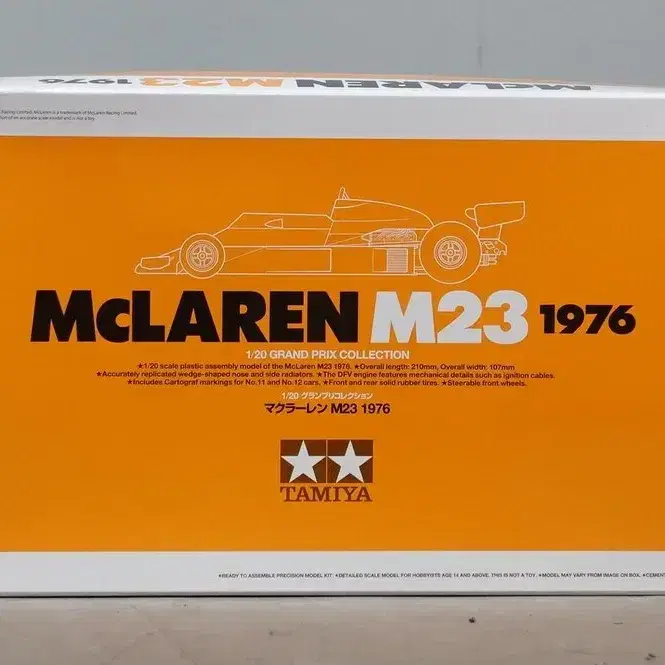 McLAREN M23 1976
McLAREN
McLAREN M23 1976
1/20 GRAND PRIX COLLECTION
★1/20 scale plastic assembly model of the McLaren M23 1976. ★Overall length: 210mm, Overall width: 107mm
★Accurately replicated wedge-shaped nose and side radiators. ★The DFV engine features mechanical details such as ignition cables.
★Includes Cartograf markings for No.11 and No.12 cars. ★Front and rear solid rubber tires. ★Steerable front wheels.
1/20 グランプリコレクション
マクラーレン M23 1976
TAMIYA
★READY TO ASSEMBLE PRECISION MODEL KIT. ★DETAILED SCALE MODEL FOR HOBBYISTS AGE 14 AND ABOVE. THIS IS NOT A TOY. ★MODEL MAY VARY FROM IMAGE ON BOX. ★CEMENT